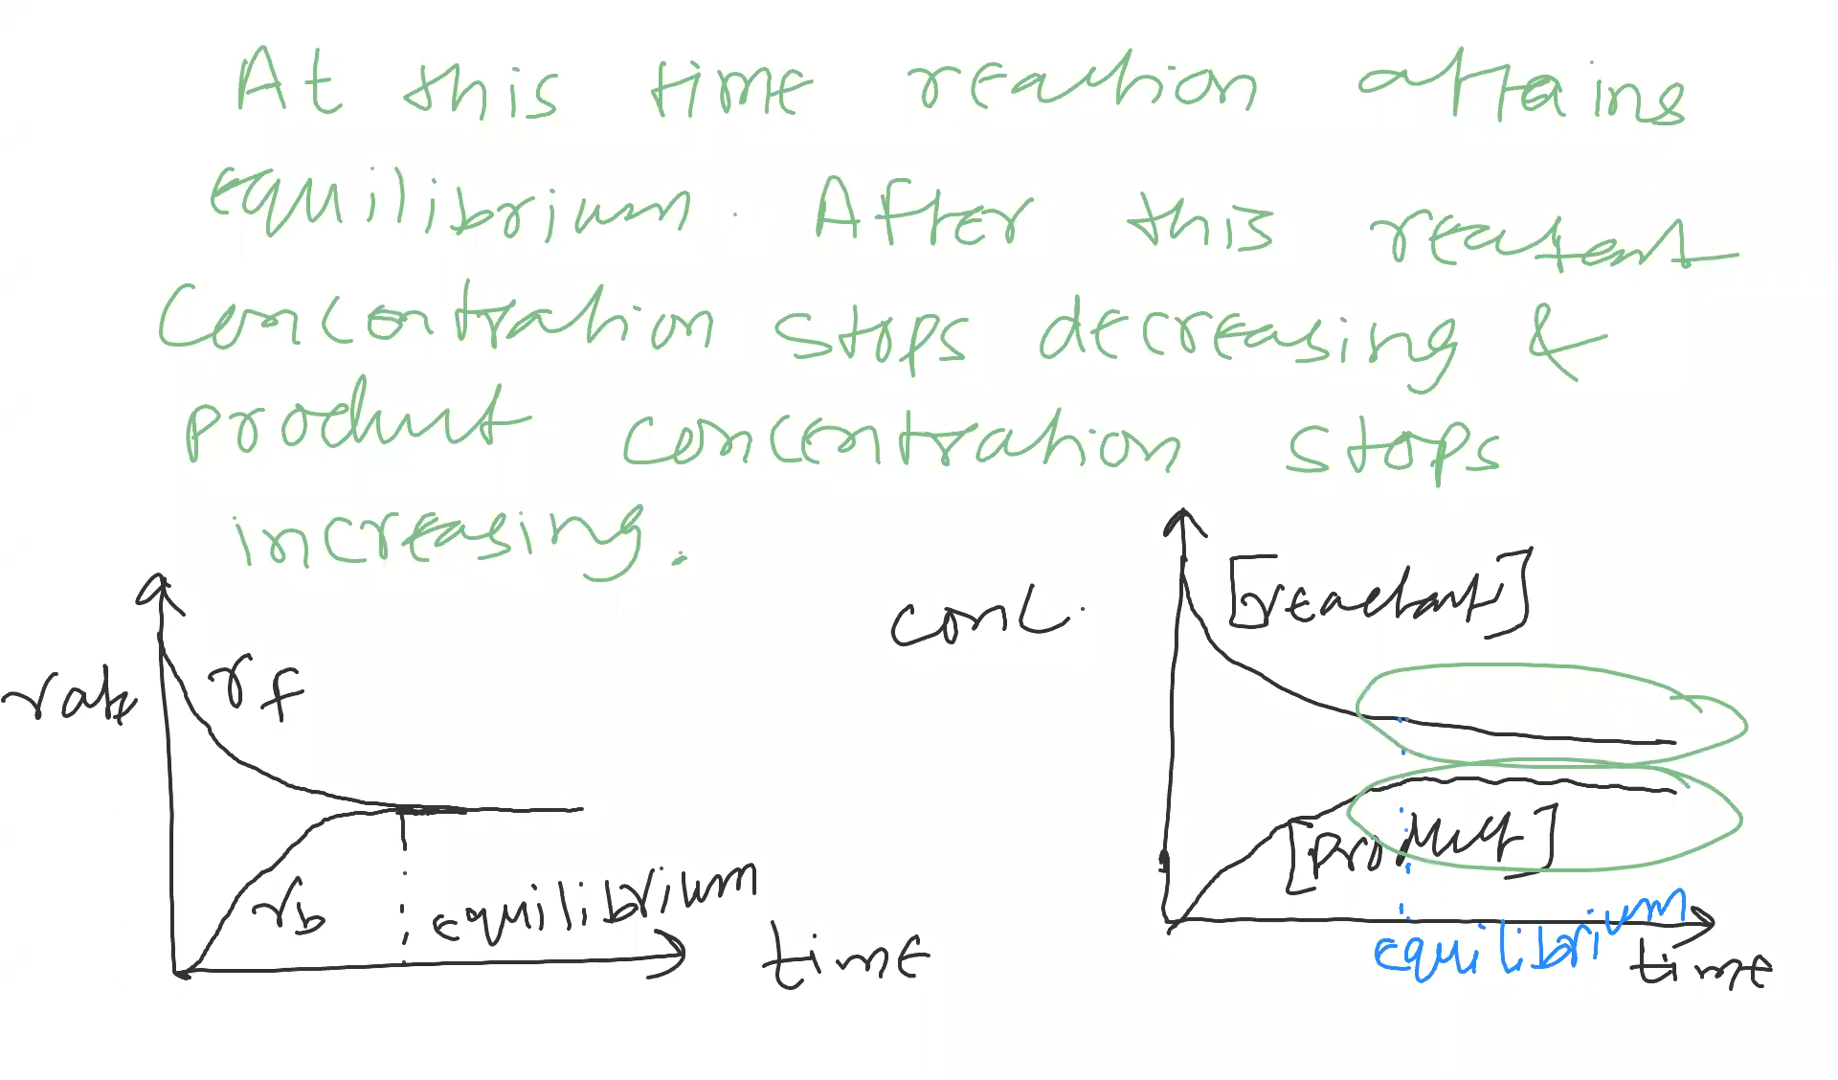 At this time reaction attains
equilibrium. After this reactant
concentration stops decreasing &
product concentration stops
increasing.
rate
rf
rb
equilibrium
time
conc.
[reactant]
[product]
equilibrium
time